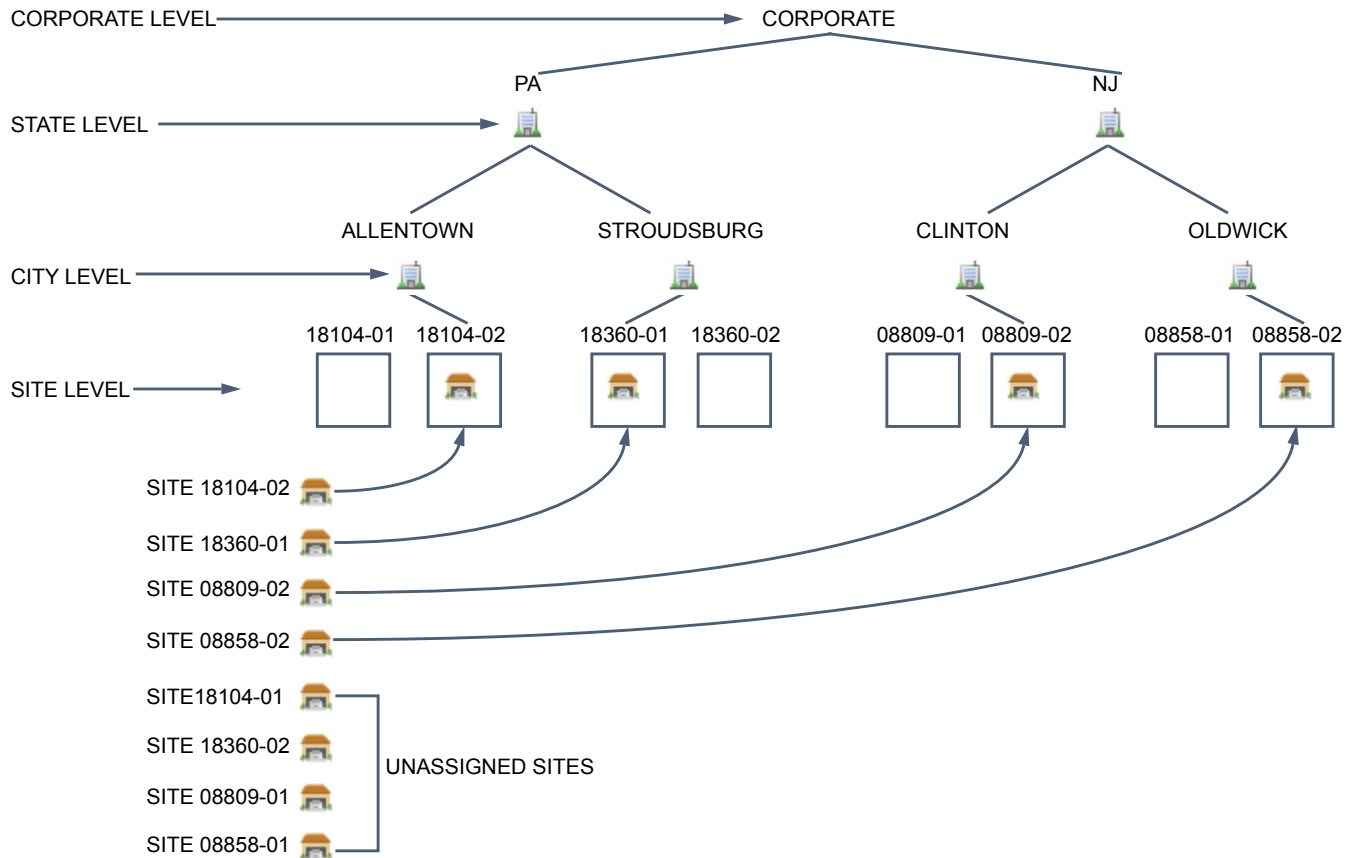 CORPORATE LEVEL
CORPORATE
PA
NJ
STATE LEVEL
ALLENTOWN
STROUDSBURG
CLINTON
OLDWICK
CITY LEVEL
18104-01
18104-02
18360-01
18360-02
08809-01
08809-02
08858-01
08858-02
SITE LEVEL
SITE 18104-02
SITE 18360-01
SITE 08809-02
SITE 08858-02
SITE18104-01
SITE 18360-02
UNASSIGNED SITES
SITE 08809-01
SITE 08858-01